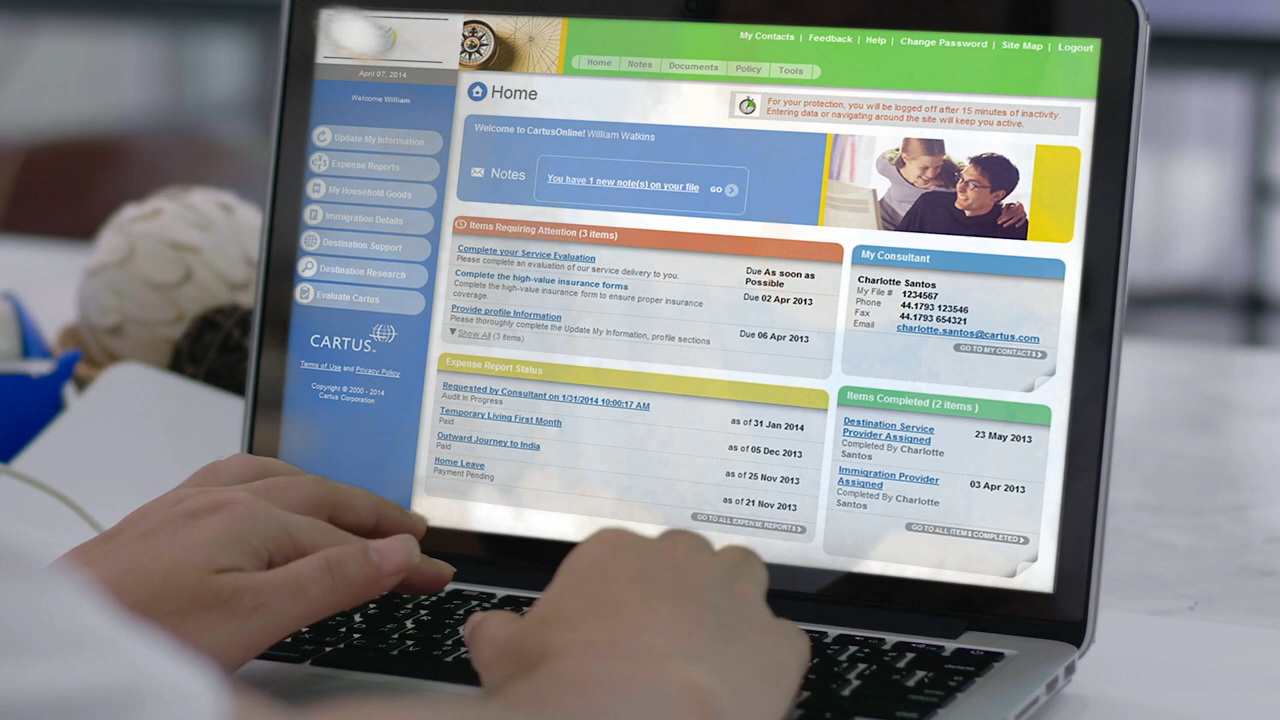 My Contacts | Feedback | Help | Change Password | Site Map | Logout
Home Notes Documents Policy Tools
April 07, 2014
Welcome William
Update My Information
Expense Reports
My Household Goods
Immigration Details
Destination Support
Destination Research
Evaluate Cartus
CARTUS
Terms of Use and Privacy Policy
Copyright © 2000 - 2014
Cartus Corporation
Home
For your protection, you will be logged off after 15 minutes of inactivity.
Entering data or navigating around the site will keep you active.
Welcome to CartusOnline! William Watkins
Notes
You have 1 new note(s) on your file GO
Items Requiring Attention (3 items)
Complete your Service Evaluation
Please complete an evaluation of our service delivery to you.
Due As soon as
Possible
Complete the high-value insurance forms
Complete the high-value insurance form to ensure proper insurance
coverage.
Due 02 Apr 2013
Provide profile Information
Please thoroughly complete the Update My Information, profile sections
Due 06 Apr 2013
Show All (3 items)
My Consultant
Charlotte Santos
My File # 1234567
Phone 44.1793 123546
Fax 44.1793 654321
Email charlotte.santos@cartus.com
GO TO MY CONTACTS
Expense Report Status
Requested by Consultant on 1/31/2014 10:00:17 AM
Audit In Progress
as of 31 Jan 2014
Temporary Living First Month
Paid
as of 05 Dec 2013
Outward Journey to India
Paid
as of 25 Nov 2013
Home Leave
Payment Pending
as of 21 Nov 2013
GO TO ALL EXPENSE REPORTS
Items Completed (2 items )
Destination Service
Provider Assigned
23 May 2013
Completed By Charlotte
Santos
Immigration Provider
Assigned
03 Apr 2013
Completed By Charlotte
Santos
GO TO ALL ITEMS COMPLETED